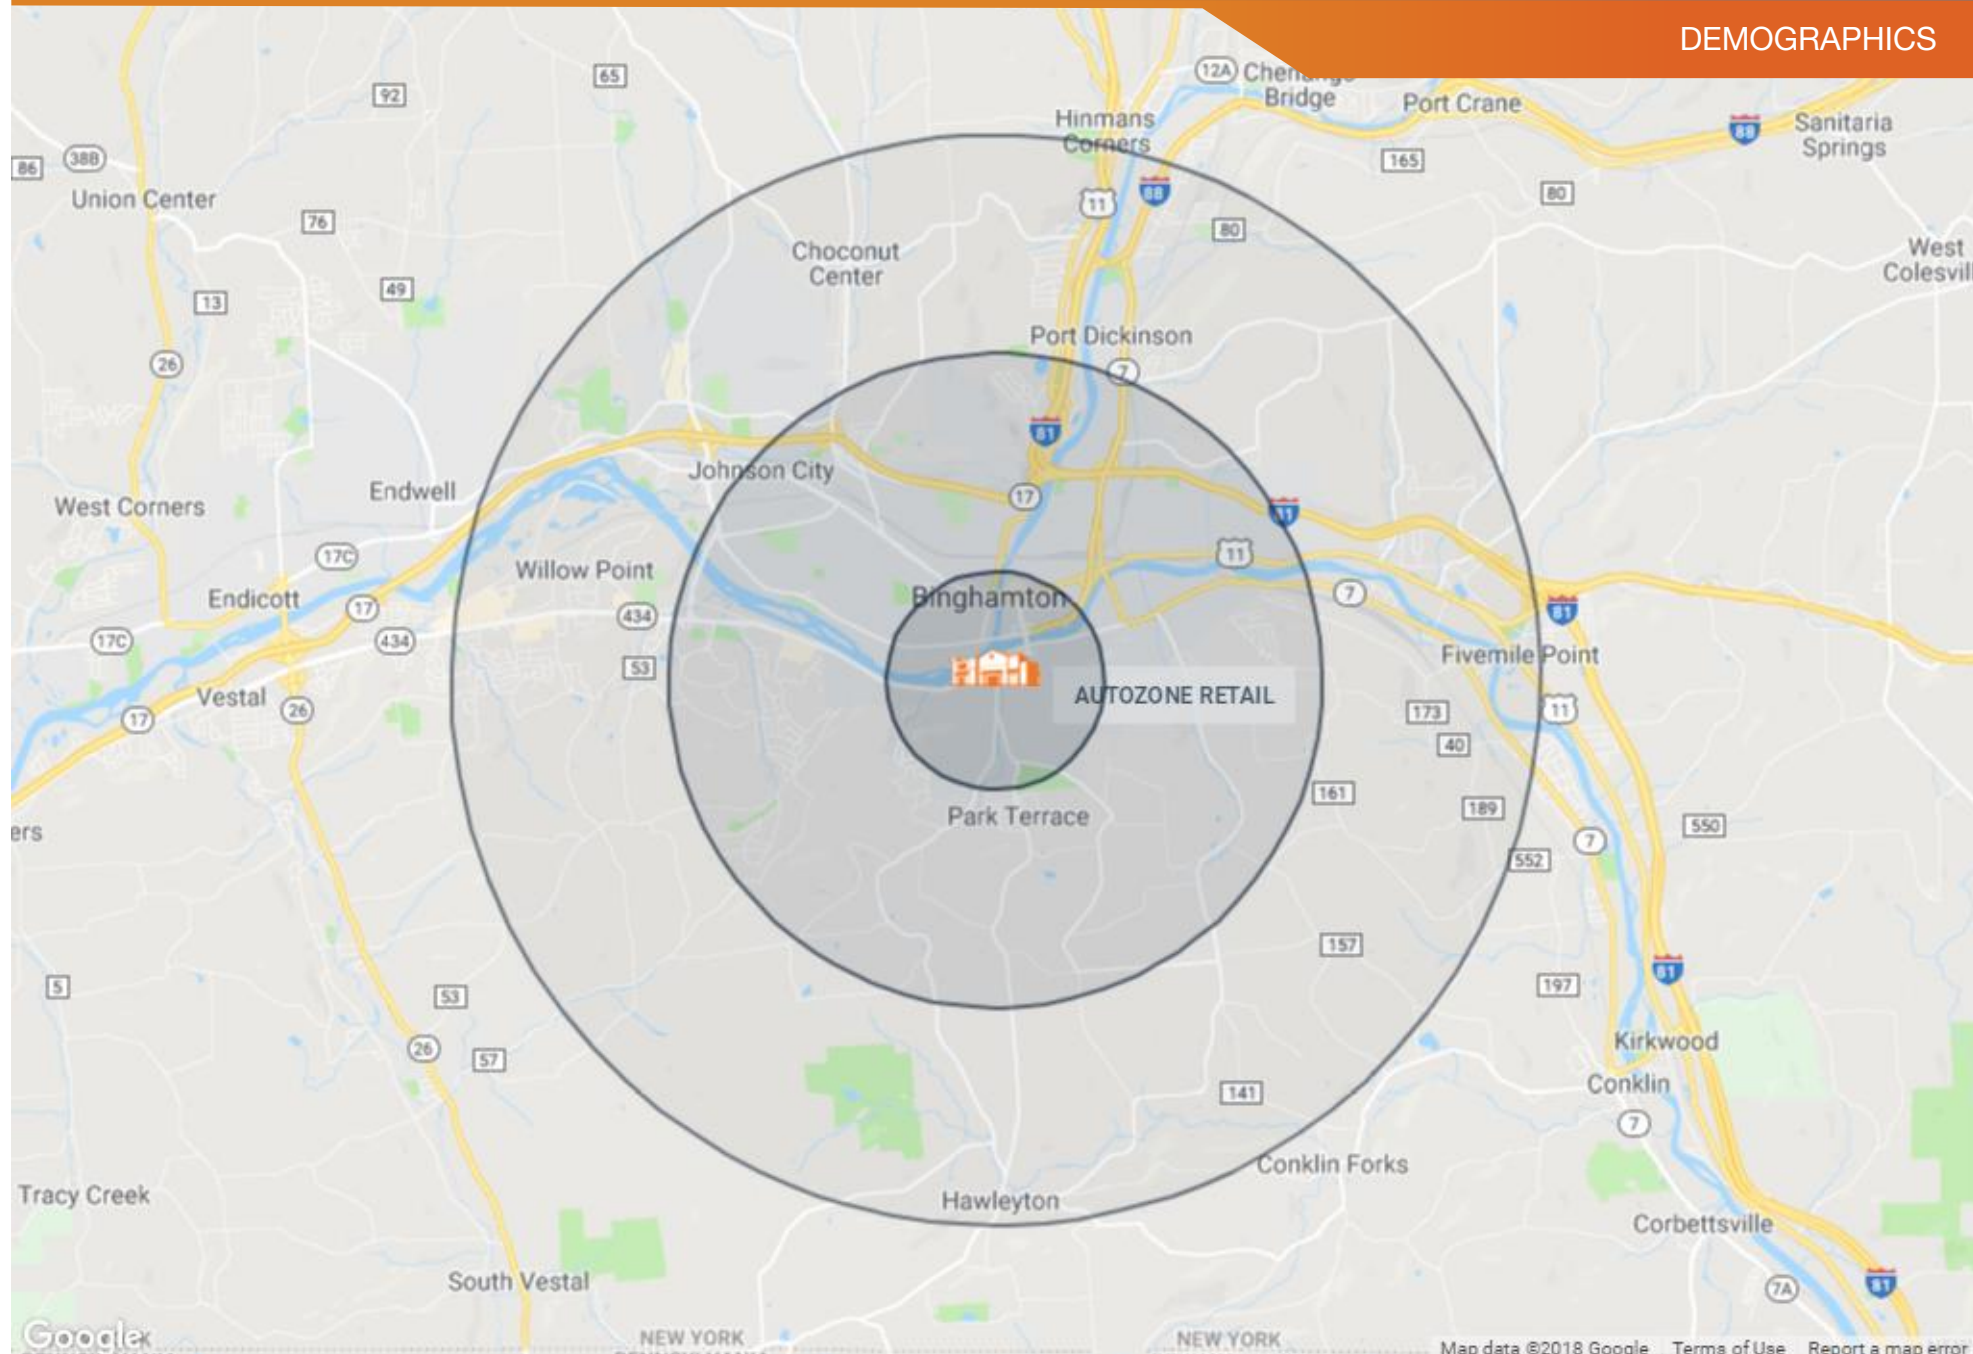 DEMOGRAPHICS
65
12A
Chenango
Bridge
92
Port Crane
Hinmans
Corners
88
Sanitaria
Springs
38B
86
165
Union Center
88
80
11
76
80
Choconut
Center
West
Colesvill
49
13
Port Dickinson
26
7
81
Johnson City
Endwell
17
West Corners
81
17C
11
Willow Point
Binghamton
7
Endicott
17
81
434
17C
434
Fivemile Point
53
AUTOZONE RETAIL
Vestal
26
17
173
11
40
161
189
Park Terrace
550
ers
7
552
157
81
5
53
197
26
Kirkwood
57
Conklin
141
7
Conklin Forks
Tracy Creek
Hawleyton
Corbettsville
South Vestal
7A
81
Google
NEW YORK
NEW YORK
Map data ©2018 Google Terms of Use Report a map error